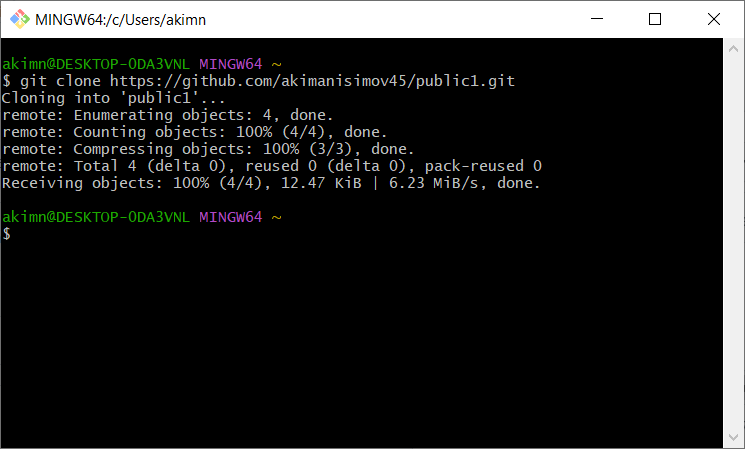 MINGW64:/c/Users/akimn
akimn@DESKTOP-0DA3VNL MINGW64 ~
$ git clone https://github.com/akimanisimov45/public1.git
Cloning into 'public1'...
remote: Enumerating objects: 4, done.
remote: Counting objects: 100% (4/4), done.
remote: Compressing objects: 100% (3/3), done.
remote: Total 4 (delta 0), reused 0 (delta 0), pack-reused 0
Receiving objects: 100% (4/4), 12.47 KiB | 6.23 MiB/s, done.
akimn@DESKTOP-0DA3VNL MINGW64 ~
$